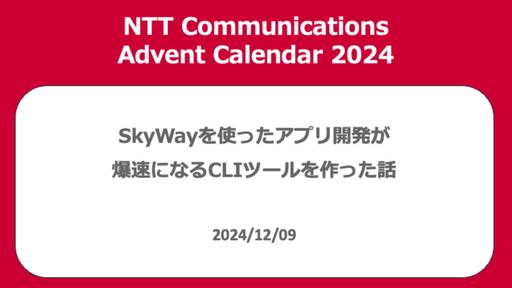 NTT Communications
Advent Calendar 2024
SkyWayを使ったアプリ開発が
爆速になるCLIツールを作った話
2024/12/09